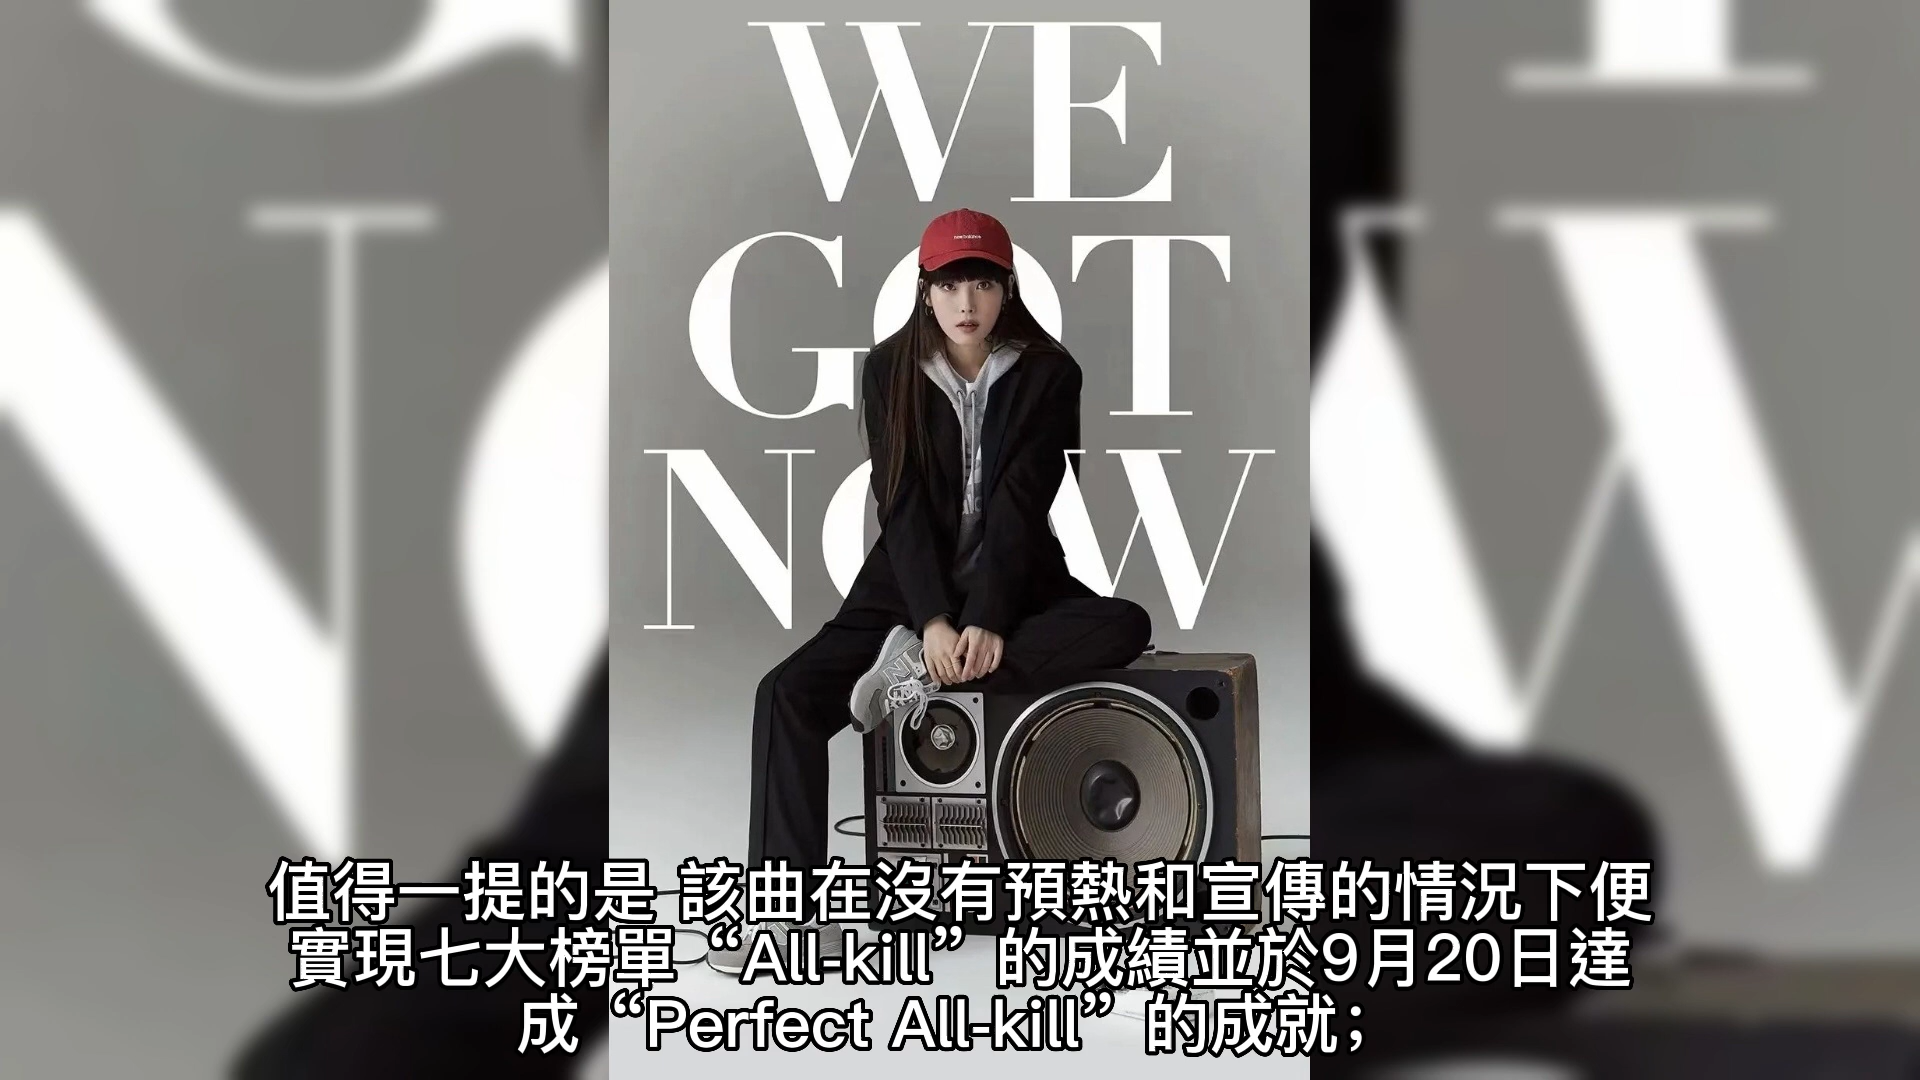 WE
GOT
NOW
new balance
N
值得一提的是 該曲在沒有預熱和宣傳的情況下便
實現七大榜單“All-kill”的成績並於9月20日達
成“Perfect All-kill”的成就；